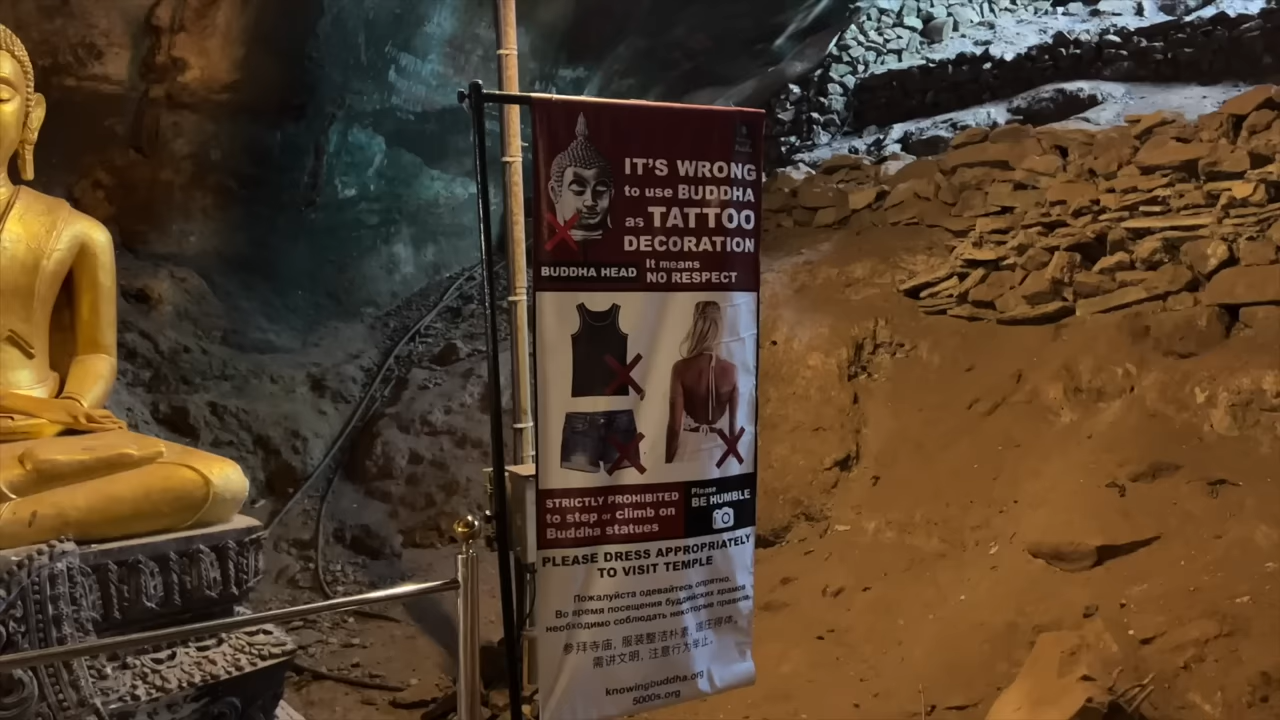 IT'S WRONG
to use BUDDHA
as TATTOO
DECORATION
BUDDHA HEAD
It means
NO RESPECT
STRICTLY PROHIBITED
to step or climb on
Buddha statues
Please
BE HUMBLE
PLEASE DRESS APPROPRIATELY
TO VISIT TEMPLE
Пожалуйста одевайтесь опрятно.
Во время посещения буддийских храмов
необходимо соблюдать некоторые правила.
参拜寺庙，服装整洁朴素，端庄得体。
需讲文明，注意行为举止。
knowingbuddha.org
5000s.org